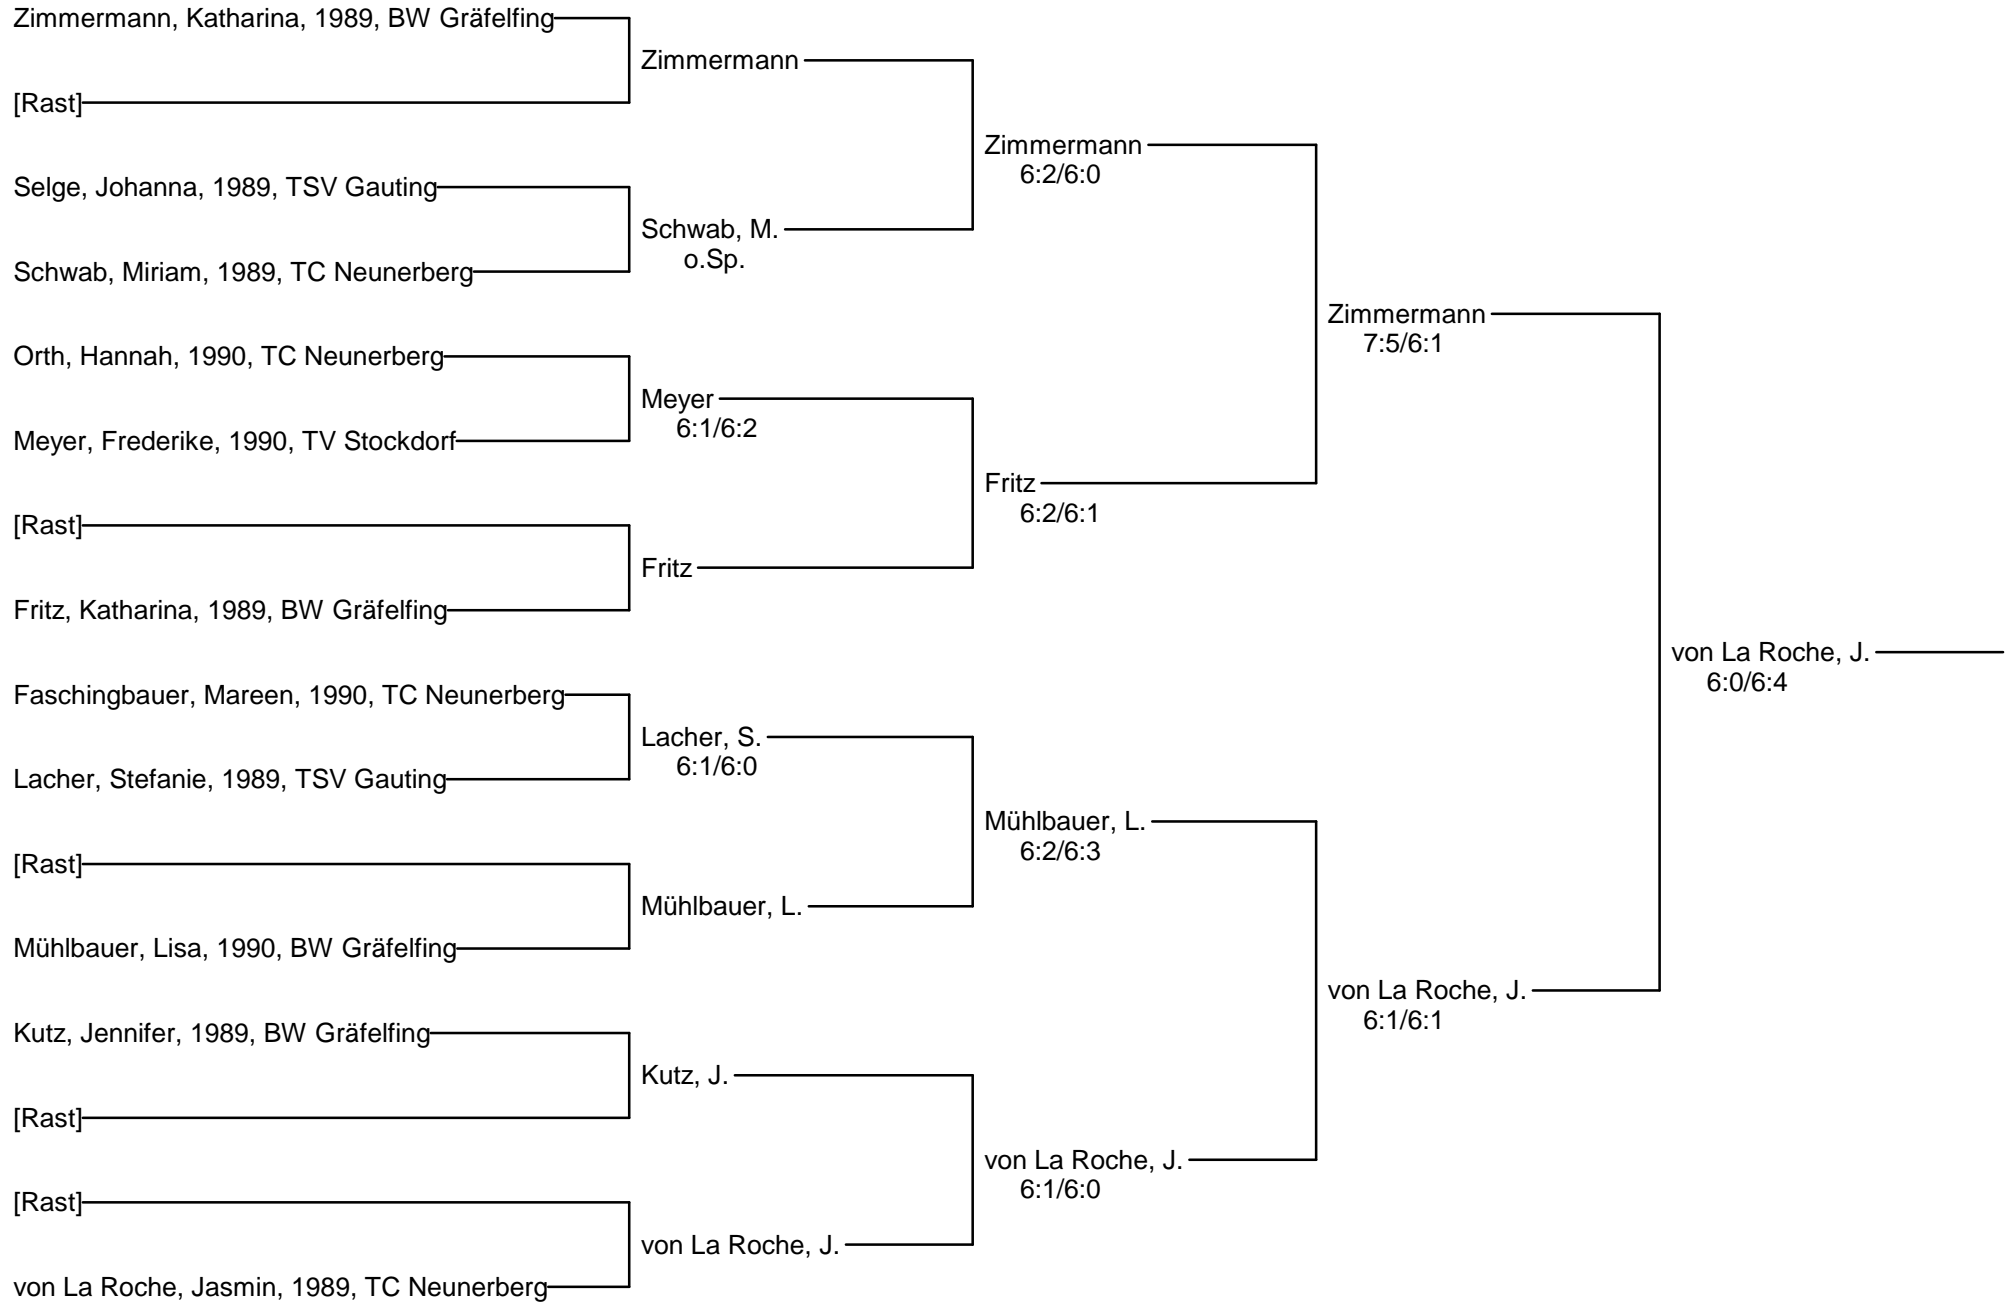 Zimmermann, Katharina, 1989, BW Gräfelfing
[Rast]
Selge, Johanna, 1989, TSV Gauting
Schwab, Miriam, 1989, TC Neunerberg
Orth, Hannah, 1990, TC Neunerberg
Meyer, Frederike, 1990, TV Stockdorf
[Rast]
Fritz, Katharina, 1989, BW Gräfelfing
Faschingbauer, Mareen, 1990, TC Neunerberg
Lacher, Stefanie, 1989, TSV Gauting
[Rast]
Mühlbauer, Lisa, 1990, BW Gräfelfing
Kutz, Jennifer, 1989, BW Gräfelfing
[Rast]
[Rast]
von La Roche, Jasmin, 1989, TC Neunerberg
Zimmermann
Schwab, M.
o.Sp.
Meyer
6:1/6:2
Fritz
Lacher, S.
6:1/6:0
Mühlbauer, L.
Kutz, J.
von La Roche, J.
Zimmermann
6:2/6:0
Fritz
6:2/6:1
Mühlbauer, L.
6:2/6:3
von La Roche, J.
6:1/6:0
Zimmermann
7:5/6:1
von La Roche, J.
6:1/6:1
von La Roche, J.
6:0/6:4